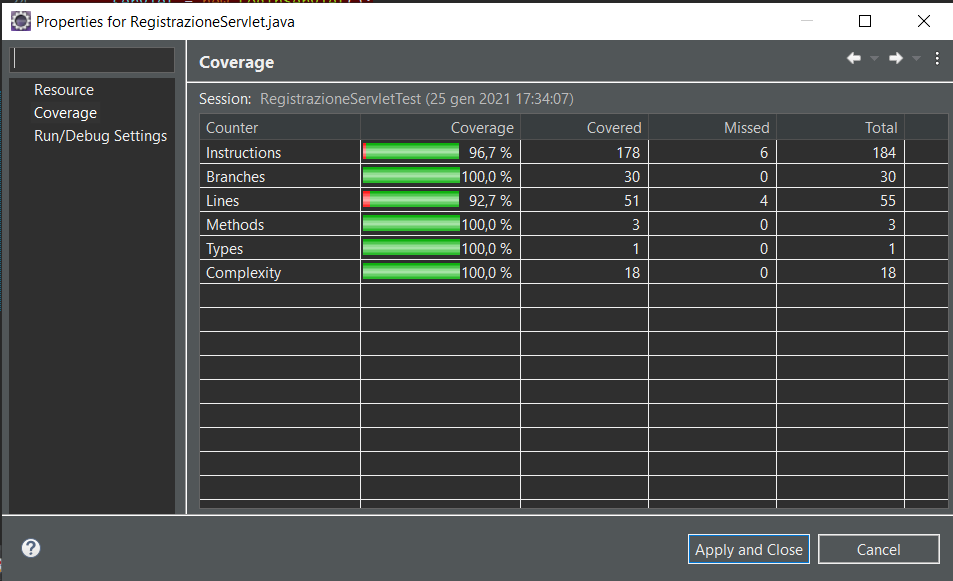 Properties for RegistrazioneServlet.java
Resource
Coverage
Run/Debug Settings
Coverage
Session: RegistrazioneServletTest (25 gen 2021 17:34:07)
Counter Coverage Covered Missed Total
Instructions 96,7 % 178 6 184
Branches 100,0 % 30 0 30
Lines 92,7 % 51 4 55
Methods 100,0 % 3 0 3
Types 100,0 % 1 0 1
Complexity 100,0 % 18 0 18
Apply and Close Cancel